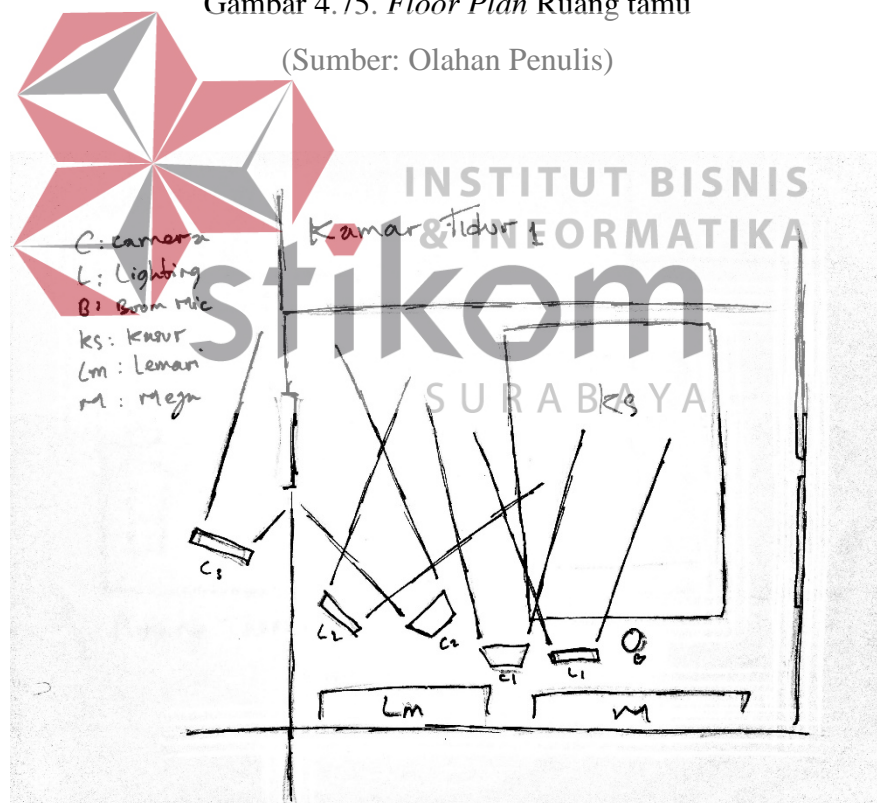 Gambar 4.75. Floor Plan Ruang tamu
(Sumber: Olahan Penulis)
INSTITUT BISNIS
& INFORMATIKA
stikom
SURABAYA
Kamar Tidur 1
C: camera
L: Lighting
B: Boom Mic
Ks: Kasur
Lm: Lemari
M: Meja
KS
C3
L2
C2
C1
L1
B
Lm
M